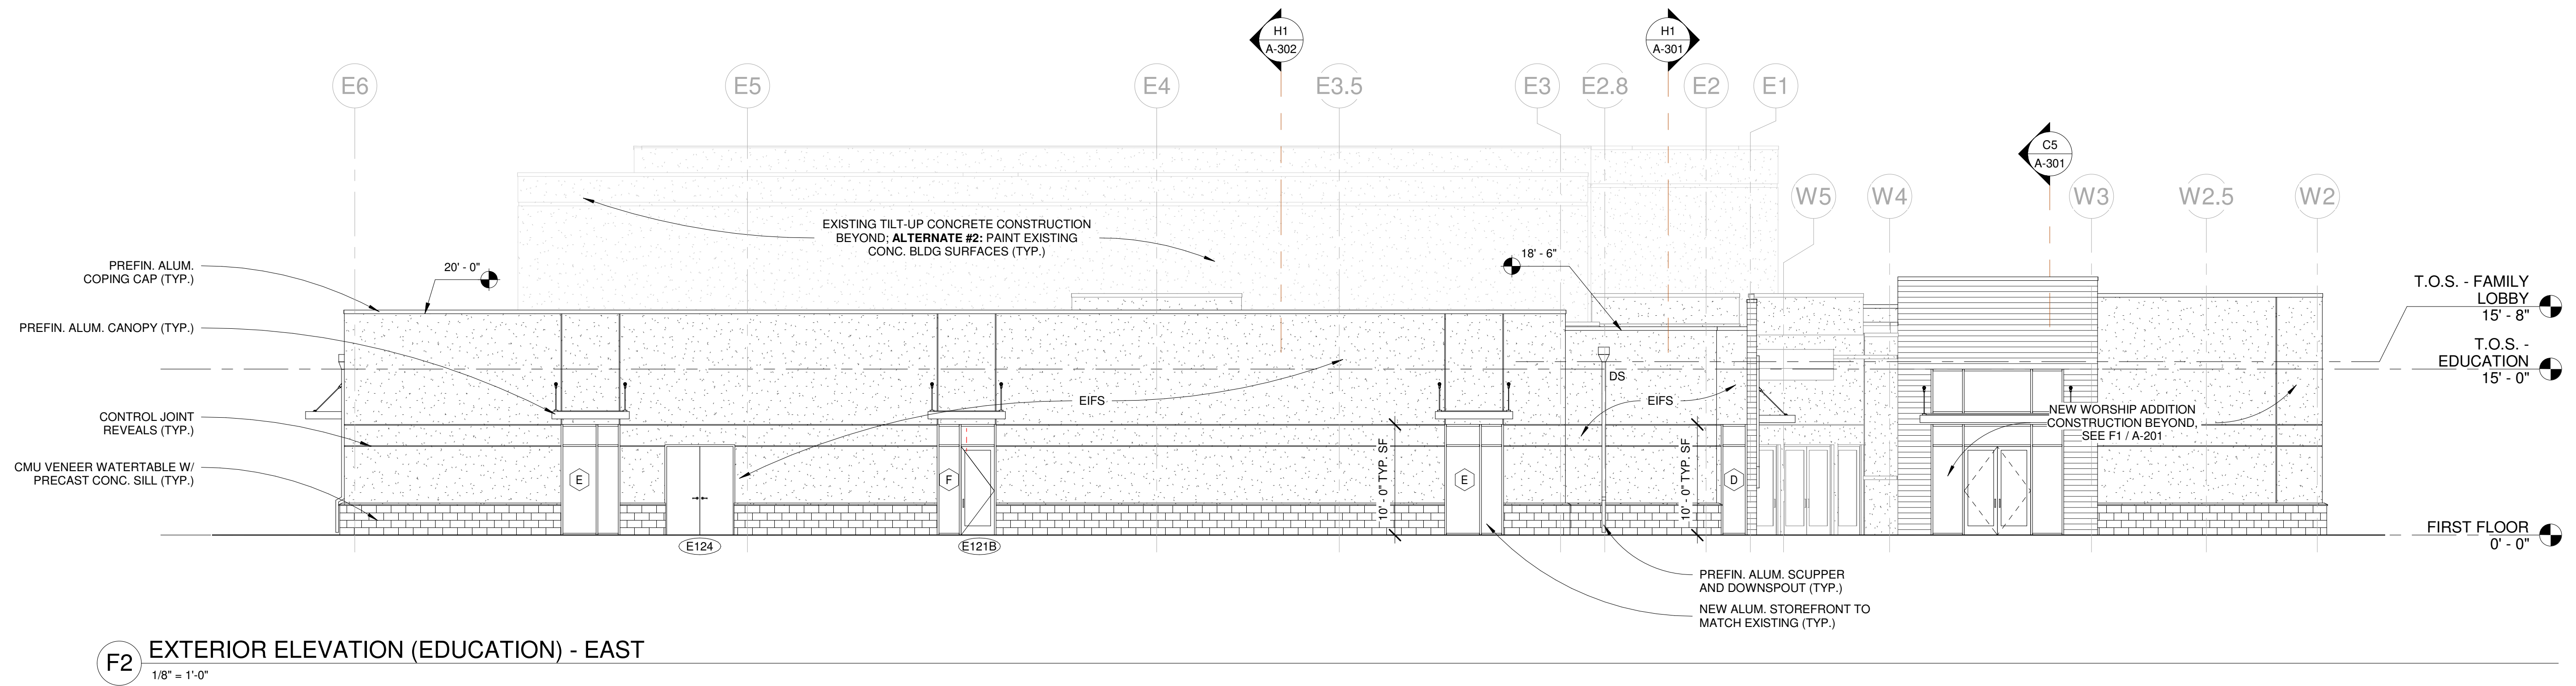 H1
A-302
H1
A-301
E6
E5
E4
E3.5
E3
E2.8
E2
E1
C5
A-301
W5
W4
W3
W2.5
W2
EXISTING TILT-UP CONCRETE CONSTRUCTION
BEYOND; ALTERNATE #2: PAINT EXISTING
CONC. BLDG SURFACES (TYP.)
PREFIN. ALUM.
COPING CAP (TYP.)
20' - 0"
18' - 6"
T.O.S. - FAMILY
LOBBY
15' - 8"
PREFIN. ALUM. CANOPY (TYP.)
T.O.S. -
EDUCATION
15' - 0"
DS
EIFS
EIFS
CONTROL JOINT
REVEALS (TYP.)
NEW WORSHIP ADDITION
CONSTRUCTION BEYOND,
SEE F1 / A-201
CMU VENEER WATERTABLE W/
PRECAST CONC. SILL (TYP.)
E
F
10' - 0" TYP. SF
E
10' - 0" TYP. SF
D
FIRST FLOOR
0' - 0"
E124
E121B
PREFIN. ALUM. SCUPPER
AND DOWNSPOUT (TYP.)
NEW ALUM. STOREFRONT TO
MATCH EXISTING (TYP.)
F2
EXTERIOR ELEVATION (EDUCATION) - EAST
1/8" = 1'-0"